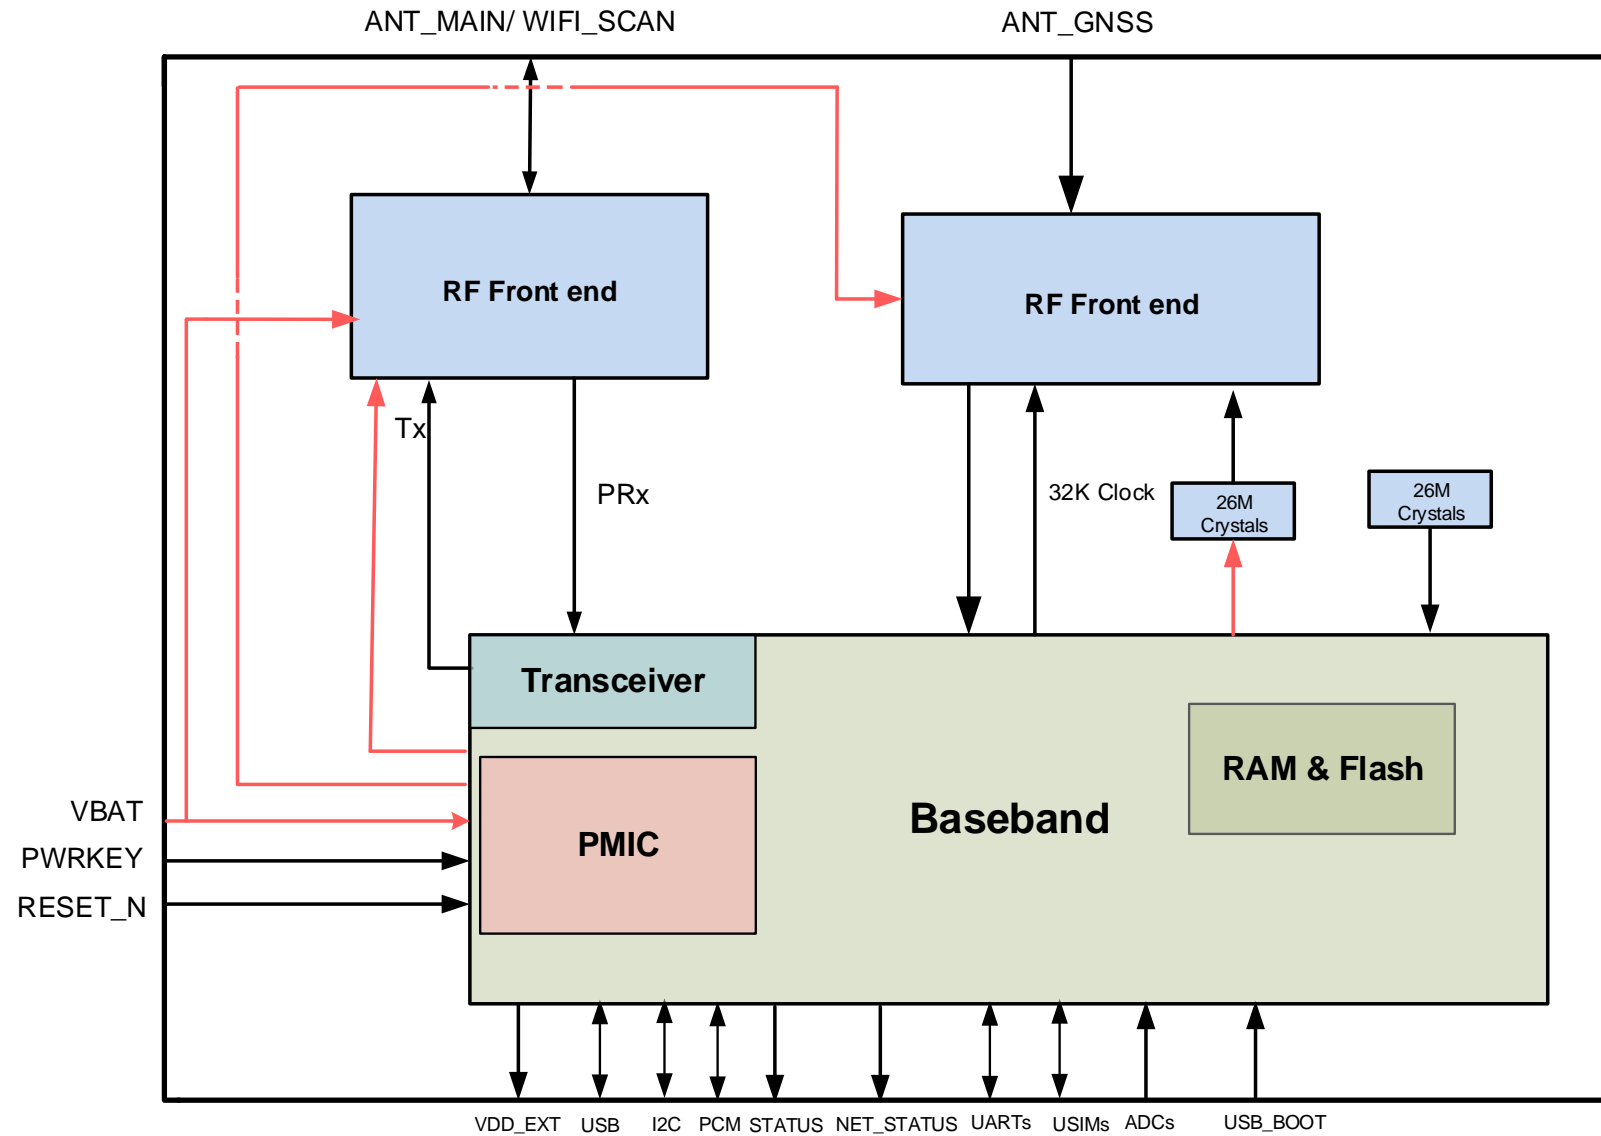 ANT_MAIN/ WIFI_SCAN
ANT_GNSS
RF Front end
RF Front end
Tx
PRx
32K Clock
26M
Crystals
26M
Crystals
Transceiver
RAM & Flash
Baseband
PMIC
VBAT
PWRKEY
RESET_N
VDD_EXT
USB
I2C
PCM
STATUS
NET_STATUS
UARTs
USIMs
ADCs
USB_BOOT